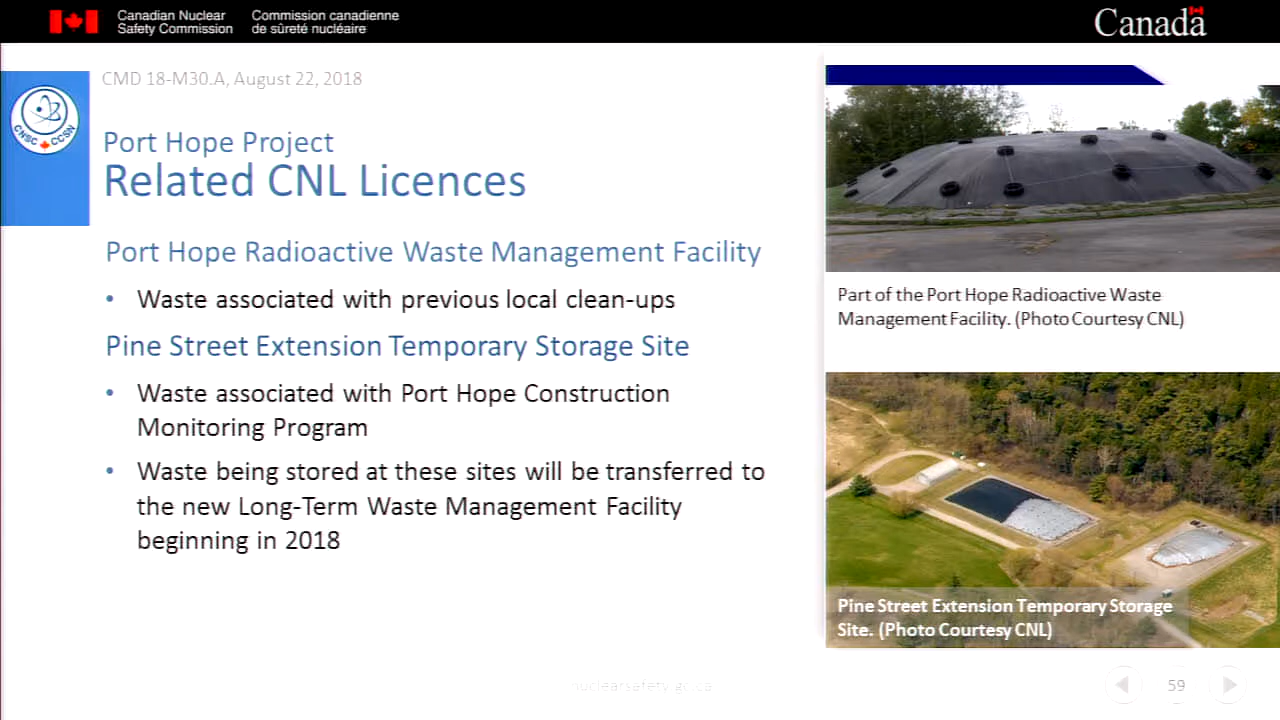 Canadian Nuclear
Safety Commission
Commission canadienne
de sûreté nucléaire
Canada
CMD 18-M30.A, August 22, 2018
CNSC CCSN
Port Hope Project
Related CNL Licences
Port Hope Radioactive Waste Management Facility
• Waste associated with previous local clean-ups
Pine Street Extension Temporary Storage Site
• Waste associated with Port Hope Construction
Monitoring Program
• Waste being stored at these sites will be transferred to
the new Long-Term Waste Management Facility
beginning in 2018
Part of the Port Hope Radioactive Waste
Management Facility. (Photo Courtesy CNL)
Pine Street Extension Temporary Storage
Site. (Photo Courtesy CNL)
nuclearsafety.gc.ca
59